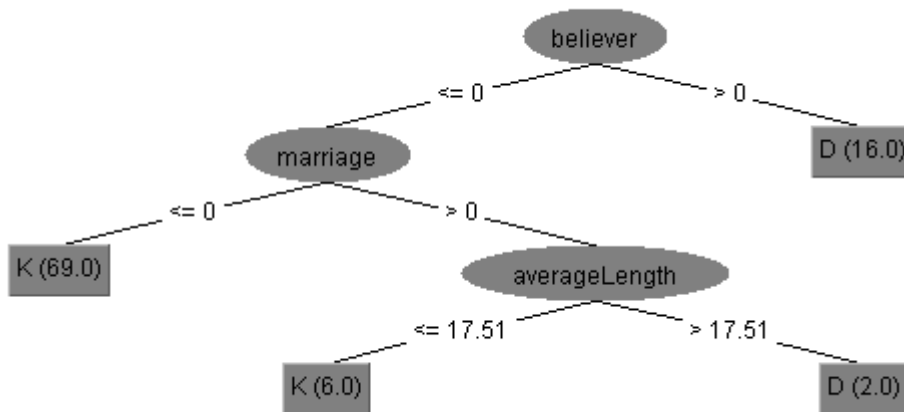 believer
<= 0
> 0
marriage
D (16.0)
<= 0
> 0
K (69.0)
averageLength
<= 17.51
> 17.51
K (6.0)
D (2.0)